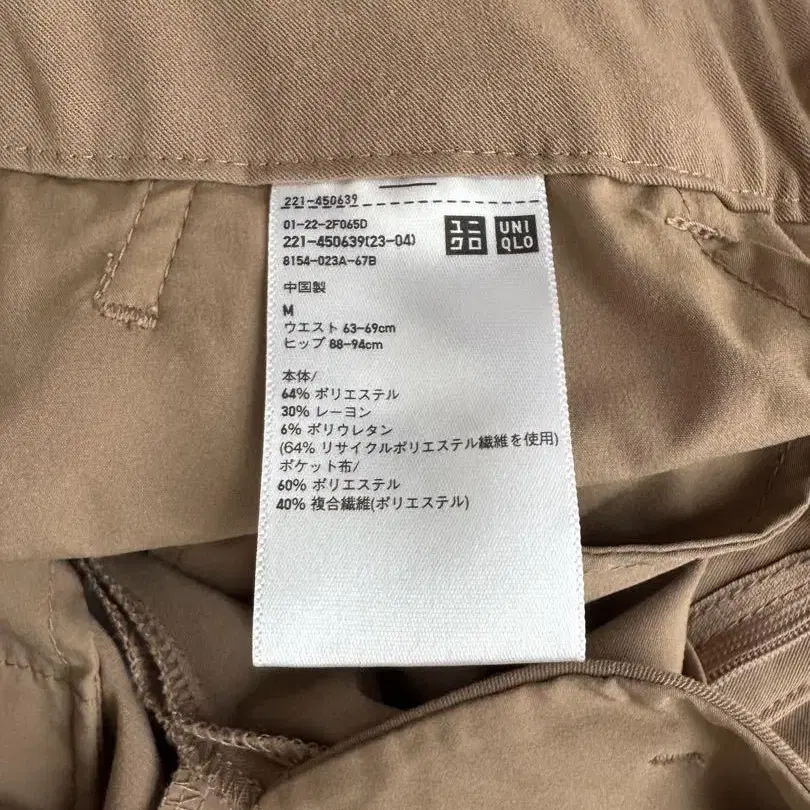 221-450639
01-22-2F065D
221-450639(23-04)
8154-023A-67B
ユニ
クロ
UNI
QLO
中国製
M
ウエスト 63-69cm
ヒップ 88-94cm
本体/
64% ポリエステル
30% レーヨン
6% ポリウレタン
(64% リサイクルポリエステル繊維を使用)
ポケット布/
60% ポリエステル
40% 複合繊維(ポリエステル)